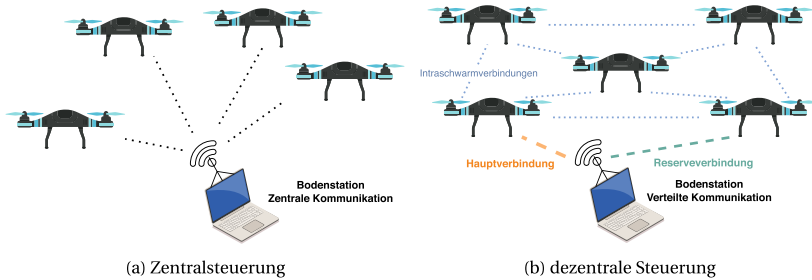 Bodenstation
Zentrale Kommunikation
(a) Zentralsteuerung
Intraschwarmverbindungen
Hauptverbindung
Reserveverbindung
Bodenstation
Verteilte Kommunikation
(b) dezentrale Steuerung